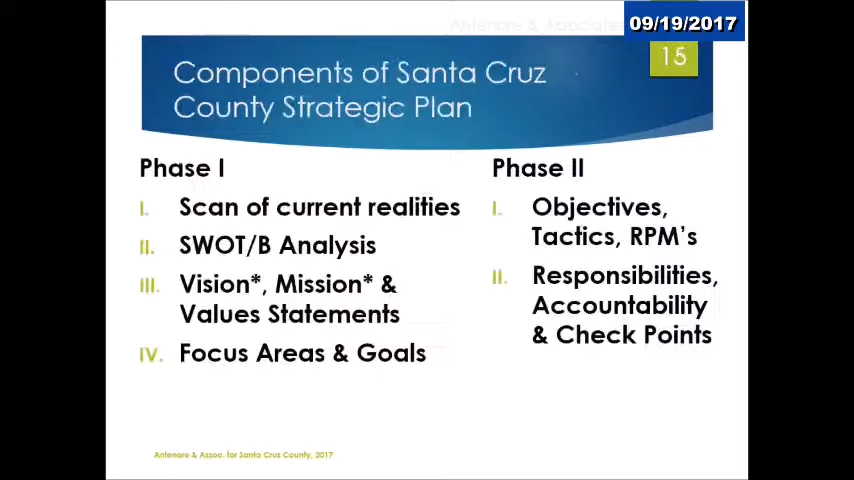 Antenore & Associates
09/19/2017
15
Components of Santa Cruz
County Strategic Plan
Phase I
I. Scan of current realities
II. SWOT/B Analysis
III. Vision*, Mission* &
Values Statements
IV. Focus Areas & Goals
Phase II
I. Objectives,
Tactics, RPM's
II. Responsibilities,
Accountability
& Check Points
Antenore & Assoc. for Santa Cruz County, 2017